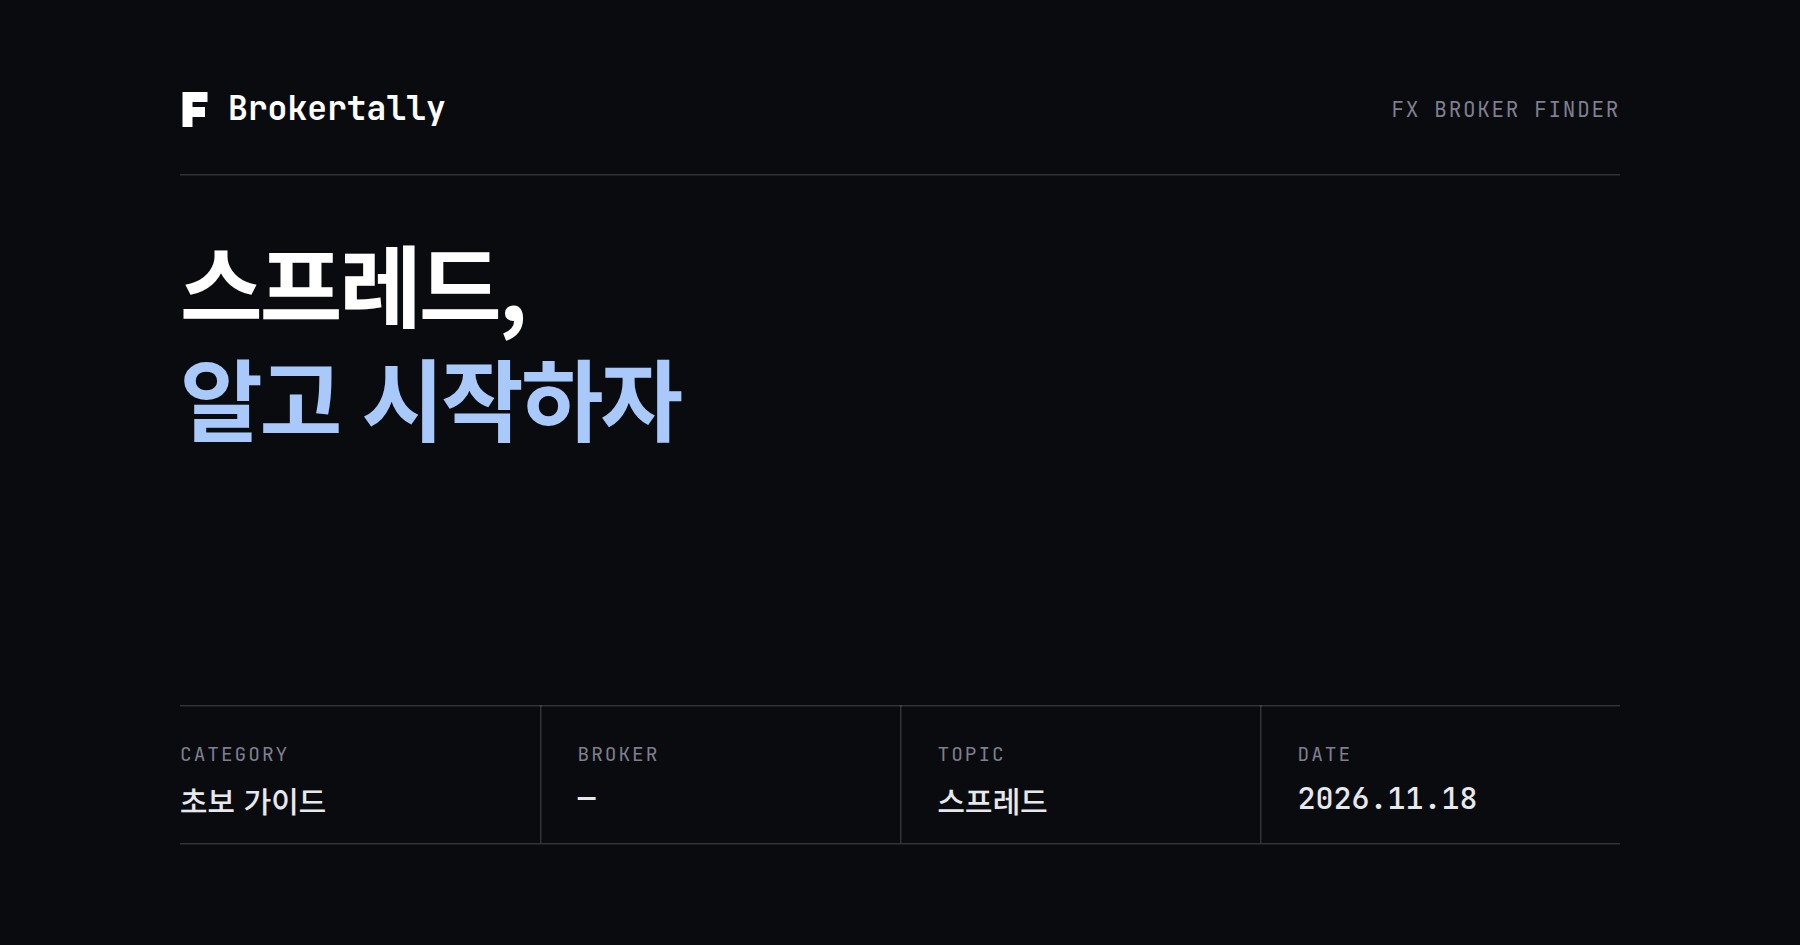 Brokertally
FX BROKER FINDER
스프레드,
알고 시작하자
CATEGORY
초보 가이드
BROKER
—
TOPIC
스프레드
DATE
2026.11.18